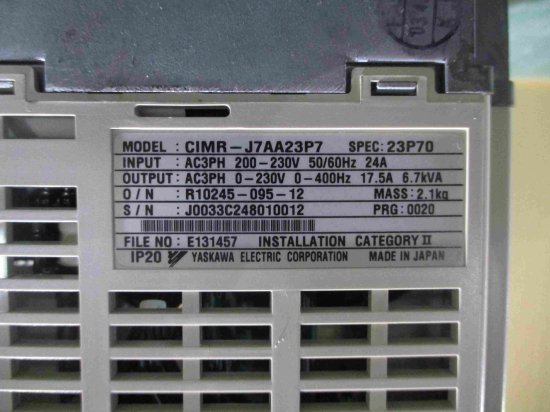 MODEL : CIMR-J7AA23P7 SPEC: 23P70
INPUT : AC3PH 200-230V 50/60Hz 24A
OUTPUT: AC3PH 0-230V 0-400Hz 17.5A 6.7kVA
O / N : R10245-095-12 MASS: 2.1kg
S / N : J0033C248010012 PRG: 0020
FILE NO : E131457 INSTALLATION CATEGORY II
IP20 YASKAWA ELECTRIC CORPORATION MADE IN JAPAN